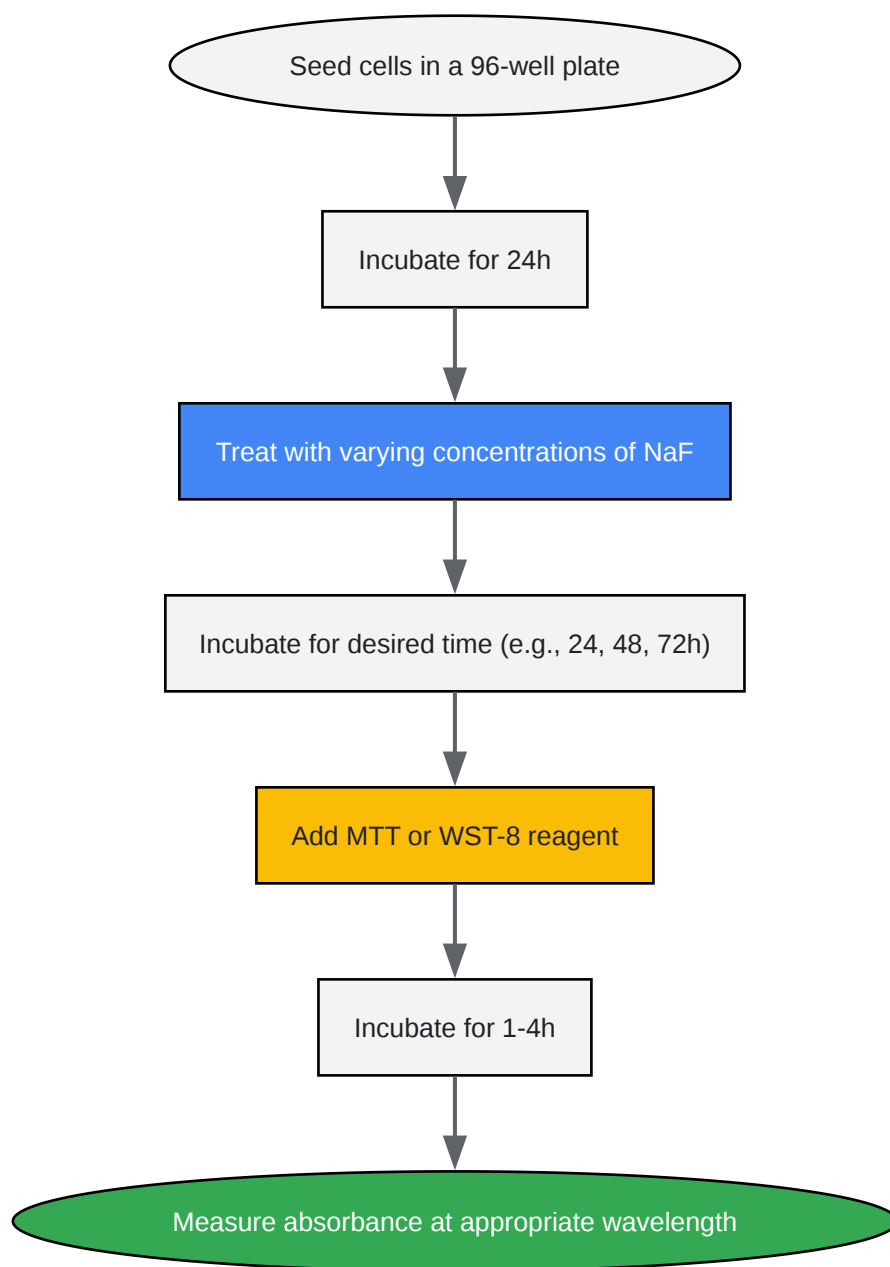 Seed cells in a 96-well plate
Incubate for 24h
Treat with varying concentrations of NaF
Incubate for desired time (e.g., 24, 48, 72h)
Add MTT or WST-8 reagent
Incubate for 1-4h
Measure absorbance at appropriate wavelength